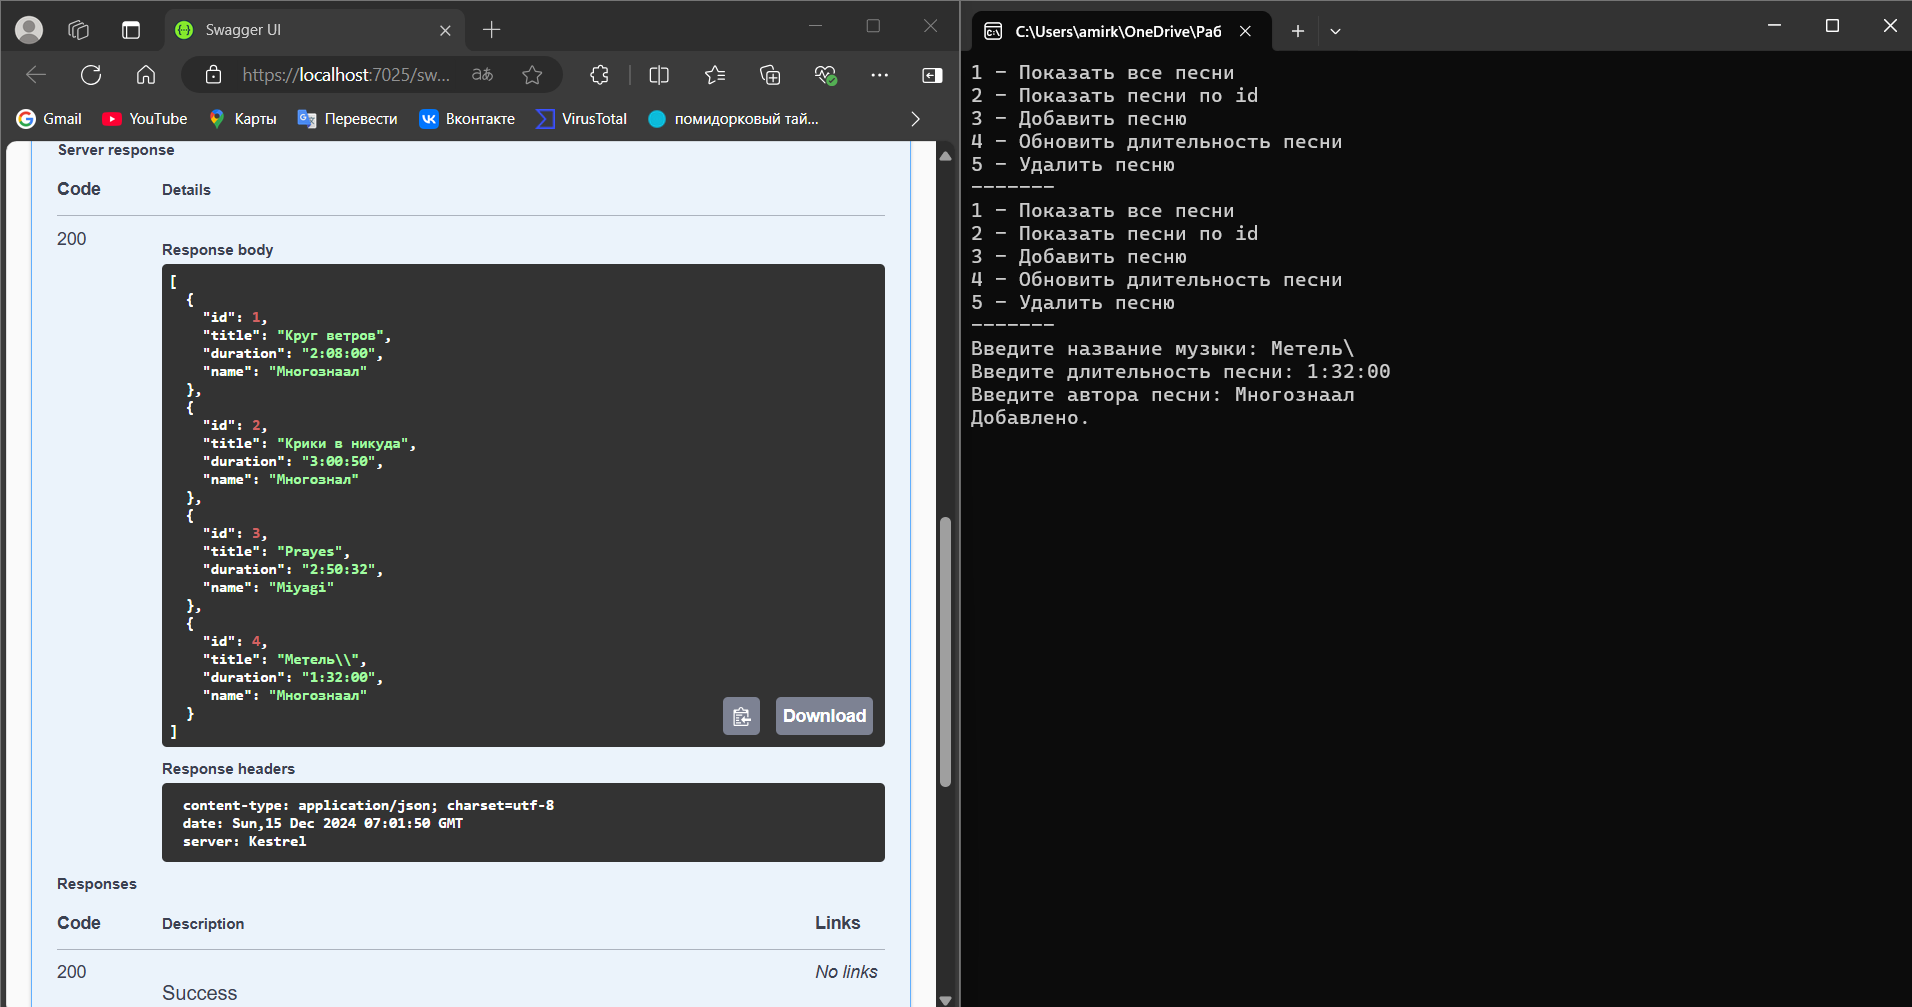 Swagger UI
https://localhost:7025/sw...
Gmail
YouTube
Карты
Перевести
Вконтакте
VirusTotal
помидорковый тай...
Server response
Code Details
200
Response body
[
{
"id": 1,
"title": "Круг ветров",
"duration": "2:08:00",
"name": "Многознаал"
},
{
"id": 2,
"title": "Крики в никуда",
"duration": "3:00:50",
"name": "Многознал"
},
{
"id": 3,
"title": "Prayes",
"duration": "2:50:32",
"name": "Miyagi"
},
{
"id": 4,
"title": "Метель\\",
"duration": "1:32:00",
"name": "Многознаал"
}
]
Download
Response headers
content-type: application/json; charset=utf-8
date: Sun,15 Dec 2024 07:01:50 GMT
server: Kestrel
Responses
Code Description Links
200
Success
No links
C:\Users\amirk\OneDrive\Раб
1 - Показать все песни
2 - Показать песни по id
3 - Добавить песню
4 - Обновить длительность песни
5 - Удалить песню
-------
1 - Показать все песни
2 - Показать песни по id
3 - Добавить песню
4 - Обновить длительность песни
5 - Удалить песню
-------
Введите название музыки: Метель\
Введите длительность песни: 1:32:00
Введите автора песни: Многознаал
Добавлено.